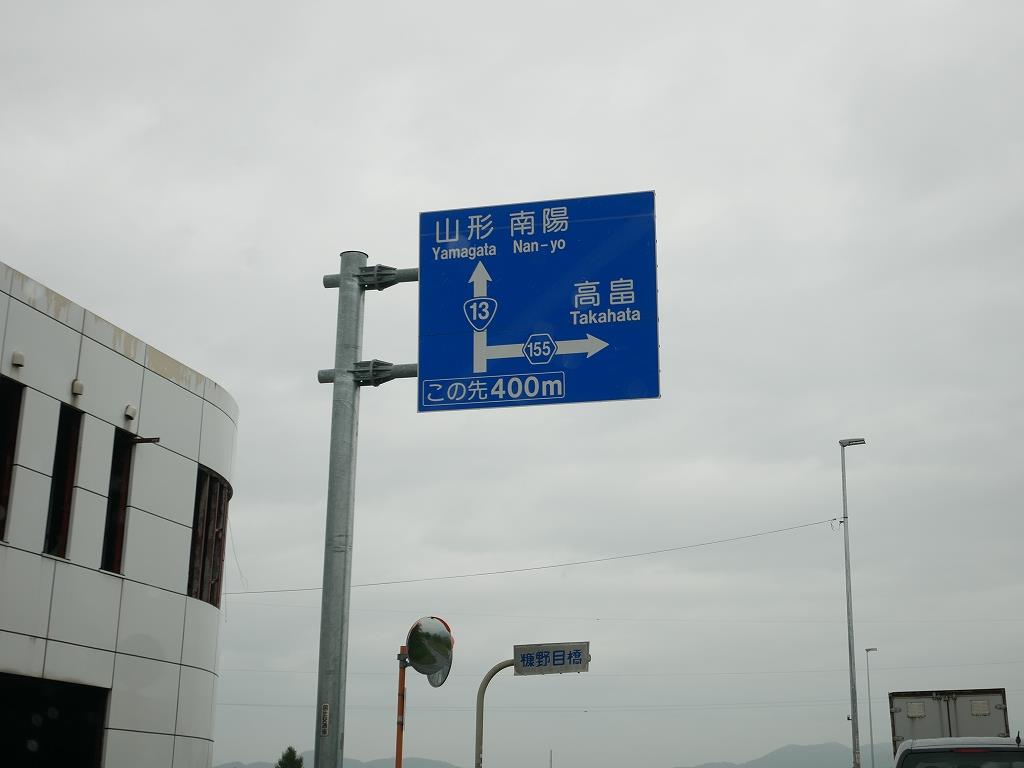 山形 南陽
Yamagata Nan-yo
高畠
Takahata
13
155
この先400m
糠野目橋